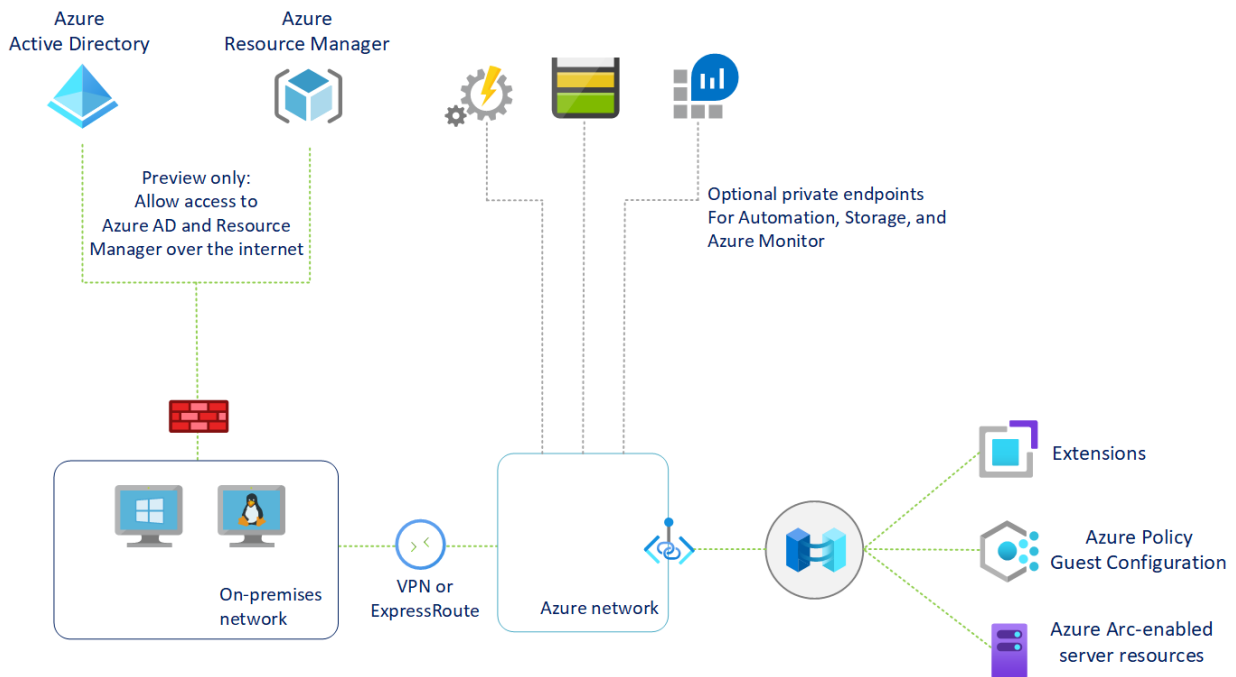 Azure
Active Directory
Azure
Resource Manager
Preview only:
Allow access to
Azure AD and Resource
Manager over the internet
Optional private endpoints
For Automation, Storage, and
Azure Monitor
On-premises
network
VPN or
ExpressRoute
Azure network
Extensions
Azure Policy
Guest Configuration
Azure Arc-enabled
server resources